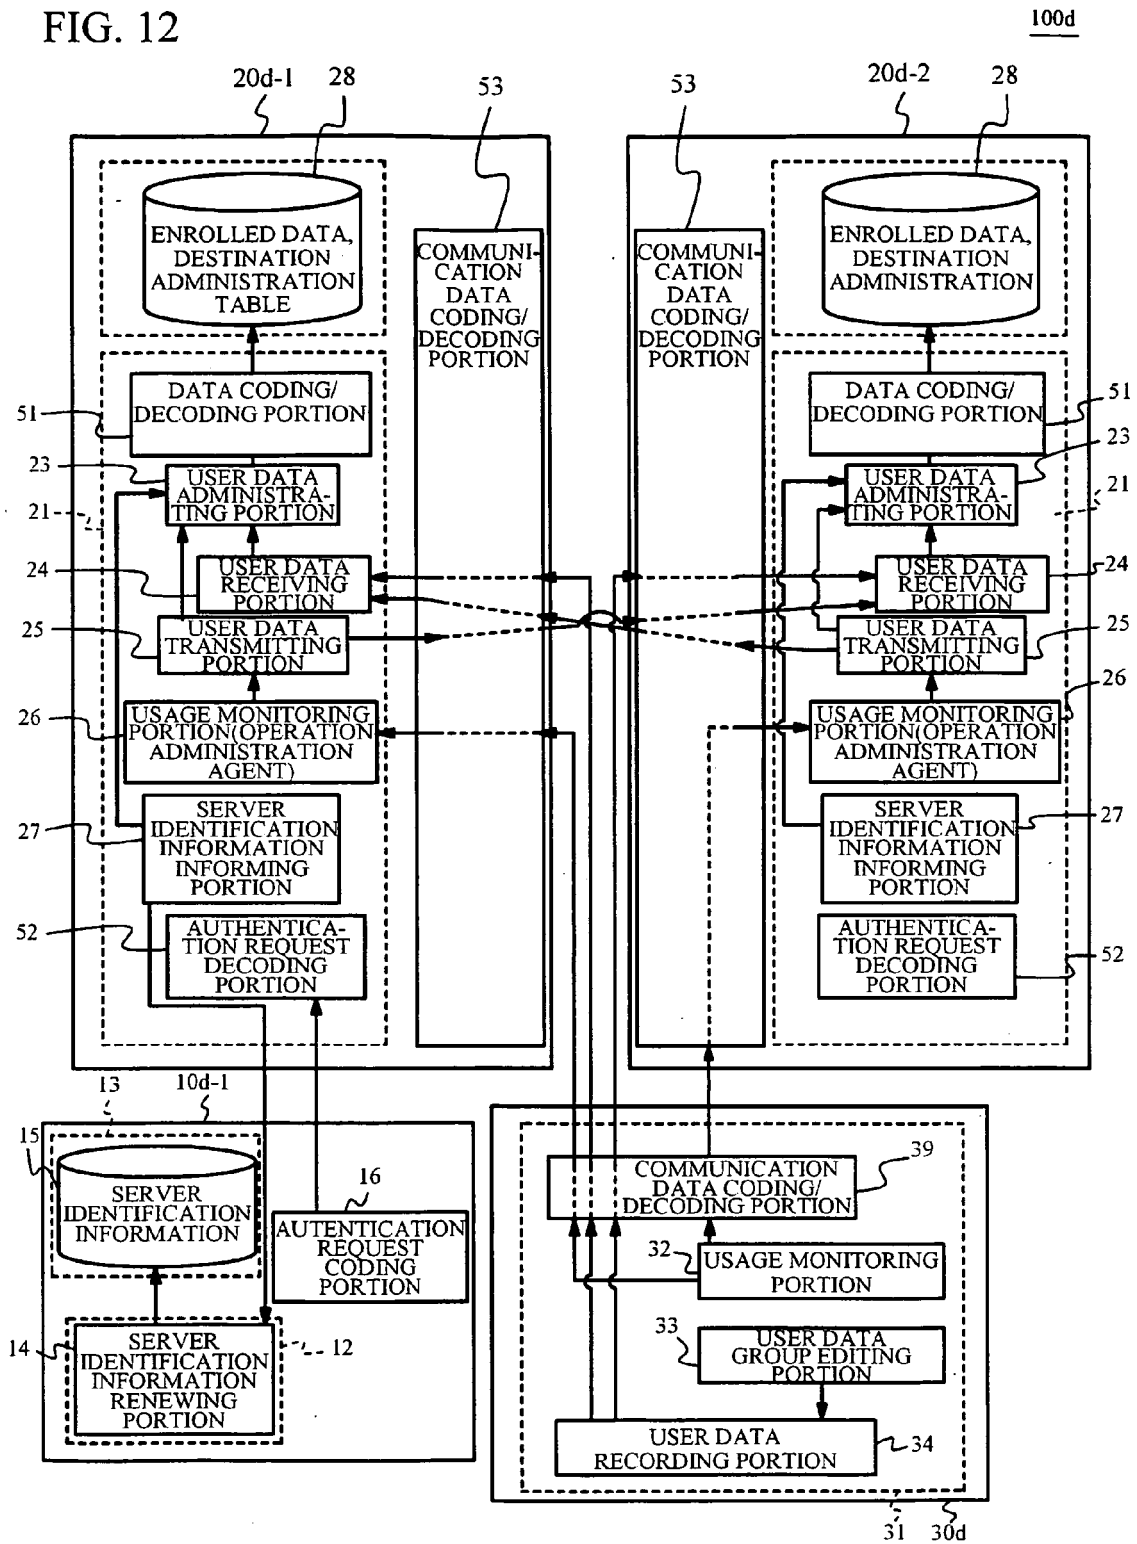 FIG. 12
100d
20d-1
28
53
53
20d-2
28
ENROLLED DATA,
DESTINATION
ADMINISTRATION
TABLE
COMMUNI-
CATION
DATA
CODING/
DECODING
PORTION
COMMUNI-
CATION
DATA
CODING/
DECODING
PORTION
ENROLLED DATA,
DESTINATION
ADMINISTRATION
51
DATA CODING/
DECODING PORTION
DATA CODING/
DECODING PORTION
51
23
USER DATA
ADMINISTRA-
TING PORTION
USER DATA
ADMINISTRA-
TING PORTION
23
21
21
24
USER DATA
RECEIVING
PORTION
USER DATA
RECEIVING
PORTION
24
25
USER DATA
TRANSMITTING
PORTION
USER DATA
TRANSMITTING
PORTION
25
26
USAGE MONITORING
PORTION(OPERATION
ADMINISTRATION
AGENT)
USAGE MONITORING
PORTION(OPERATION
ADMINISTRATION
AGENT)
26
27
SERVER
IDENTIFICATION
INFORMATION
INFORMING
PORTION
SERVER
IDENTIFICATION
INFORMATION
INFORMING
PORTION
27
52
AUTHENTICA-
TION REQUEST
DECODING
PORTION
AUTHENTICA-
TION REQUEST
DECODING
PORTION
52
13
10d-1
15
SERVER
IDENTIFICATION
INFORMATION
16
AUTENTICATION
REQUEST
CODING
PORTION
14
SERVER
IDENTIFICATION
INFORMATION
RENEWING
PORTION
12
COMMUNICATION
DATA CODING/
DECODING PORTION
39
32
USAGE MONITORING
PORTION
33
USER DATA
GROUP EDITING
PORTION
USER DATA
RECORDING PORTION
34
31
30d